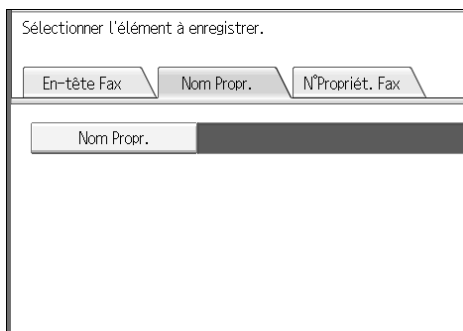 Sélectionner l'élément à enregistrer.
En-tête Fax Nom Propr. N°Propriét. Fax
Nom Propr.